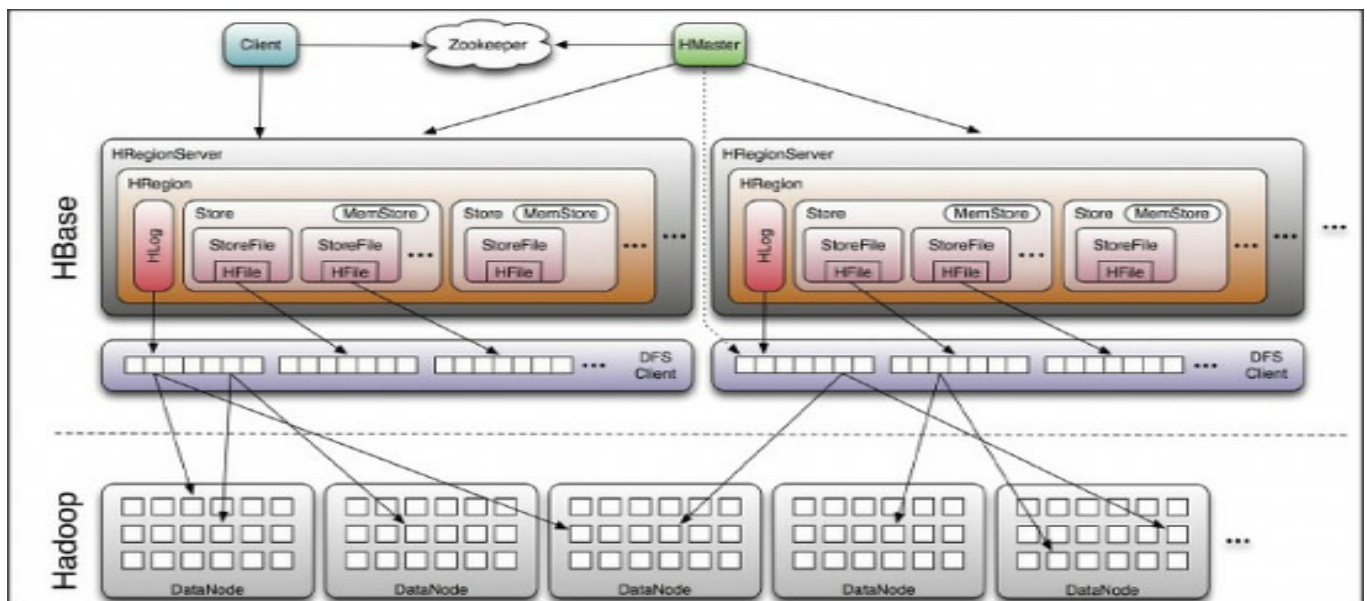 Client
Zookeeper
HMaster
HBase
HRegionServer
HRegion
HLog
Store
MemStore
StoreFile
HFile
StoreFile
HFile
...
Store
MemStore
StoreFile
HFile
...
...
HRegionServer
HRegion
HLog
Store
MemStore
StoreFile
HFile
StoreFile
HFile
...
Store
MemStore
StoreFile
HFile
...
...
...
...
DFS
Client
...
DFS
Client
Hadoop
DataNode
DataNode
DataNode
DataNode
DataNode
...